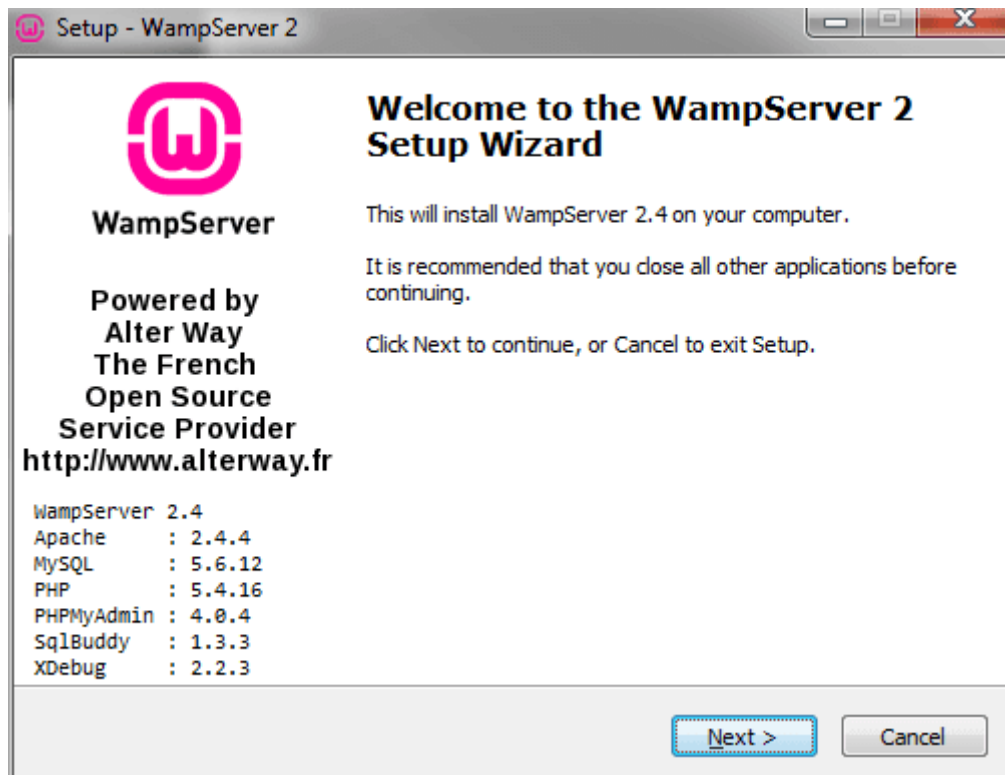 Setup - WampServer 2
WampServer
Powered by
Alter Way
The French
Open Source
Service Provider
http://www.alterway.fr
WampServer 2.4
Apache : 2.4.4
MySQL : 5.6.12
PHP : 5.4.16
PHPMyAdmin : 4.0.4
SqlBuddy : 1.3.3
XDebug : 2.2.3
Welcome to the WampServer 2
Setup Wizard
This will install WampServer 2.4 on your computer.
It is recommended that you close all other applications before
continuing.
Click Next to continue, or Cancel to exit Setup.
Next >
Cancel